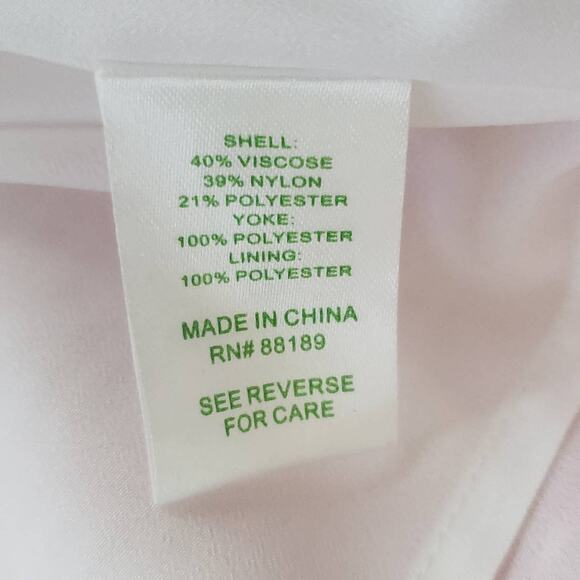 SHELL:
40% VISCOSE
39% NYLON
21% POLYESTER
YOKE:
100% POLYESTER
LINING:
100% POLYESTER
MADE IN CHINA
RN# 88189
SEE REVERSE
FOR CARE